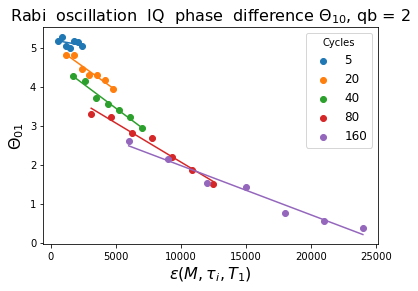 Rabi oscillation IQ phase difference Θ₁₀, qb = 2
Cycles
5
20
40
80
160
5
4
3
2
1
0
Θ₀₁
0 5000 10000 15000 20000 25000
ε(M, τᵢ, T₁)